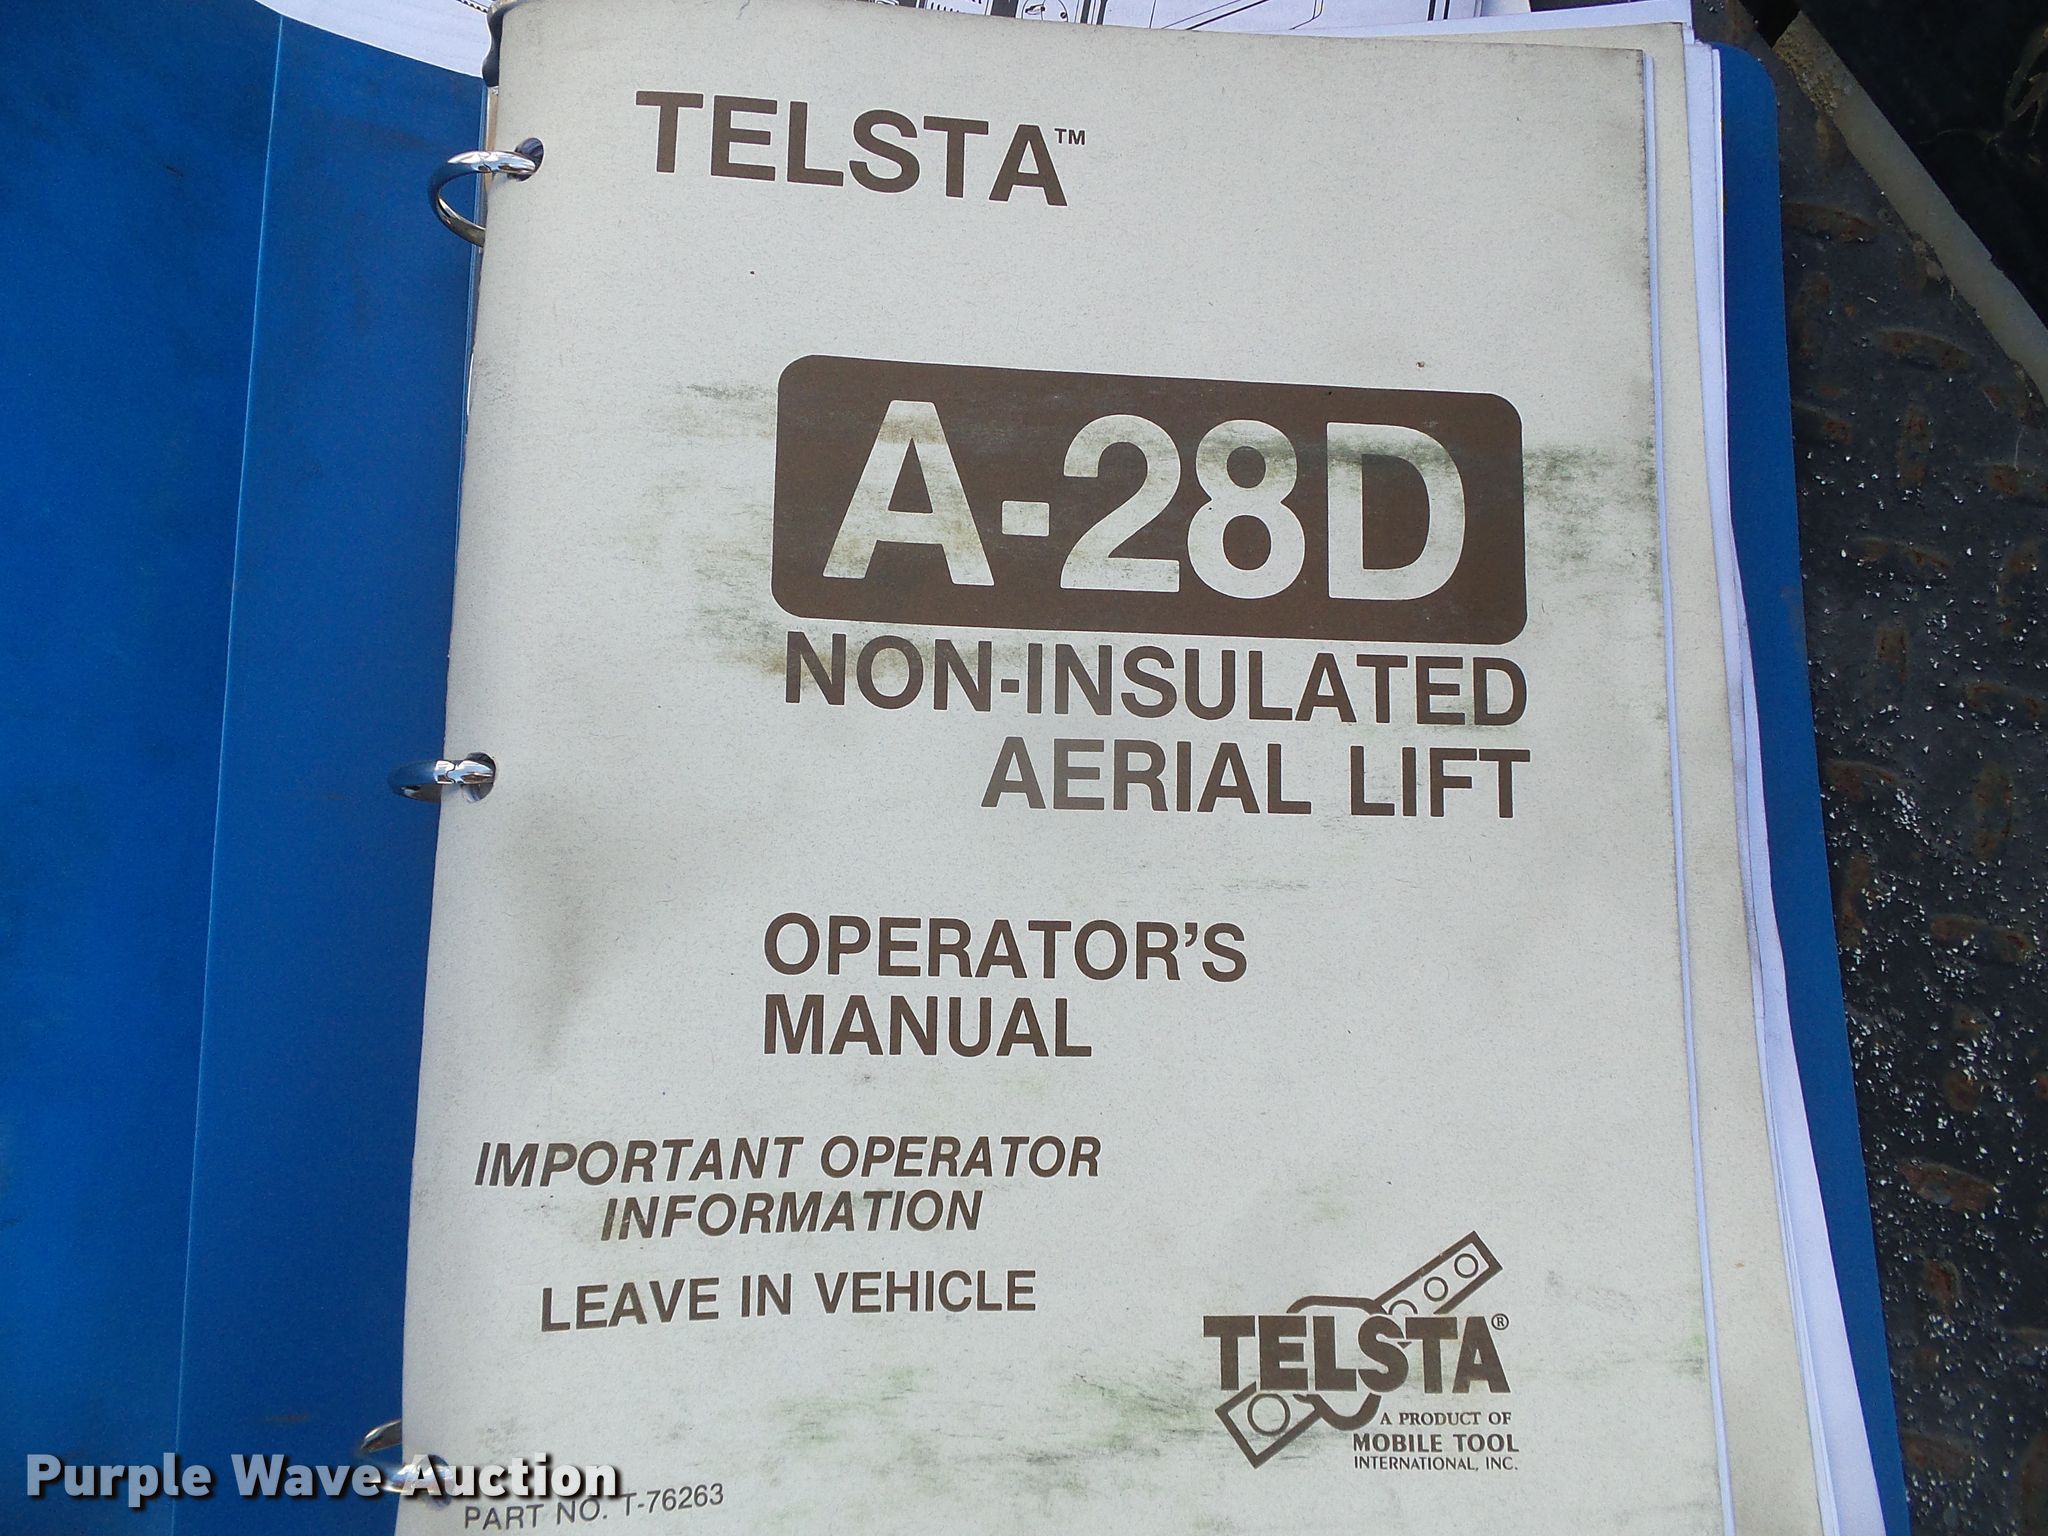 TELSTA™
A-28D
NON-INSULATED
AERIAL LIFT
OPERATOR'S
MANUAL
IMPORTANT OPERATOR
INFORMATION
LEAVE IN VEHICLE
TELSTA®
A PRODUCT OF
MOBILE TOOL
INTERNATIONAL, INC.
Purple Wave Auction
PART NO. T-76263